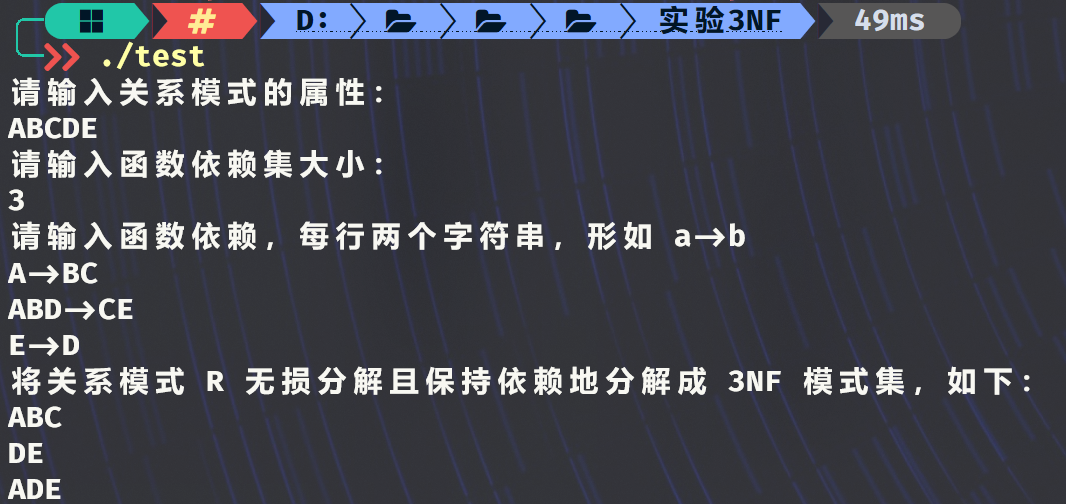 # D: 实验3NF 49ms
./test
请输入关系模式的属性：
ABCDE
请输入函数依赖集大小：
3
请输入函数依赖，每行两个字符串，形如 a->b
A->BC
ABD->CE
E->D
将关系模式 R 无损分解且保持依赖地分解成 3NF 模式集，如下：
ABC
DE
ADE